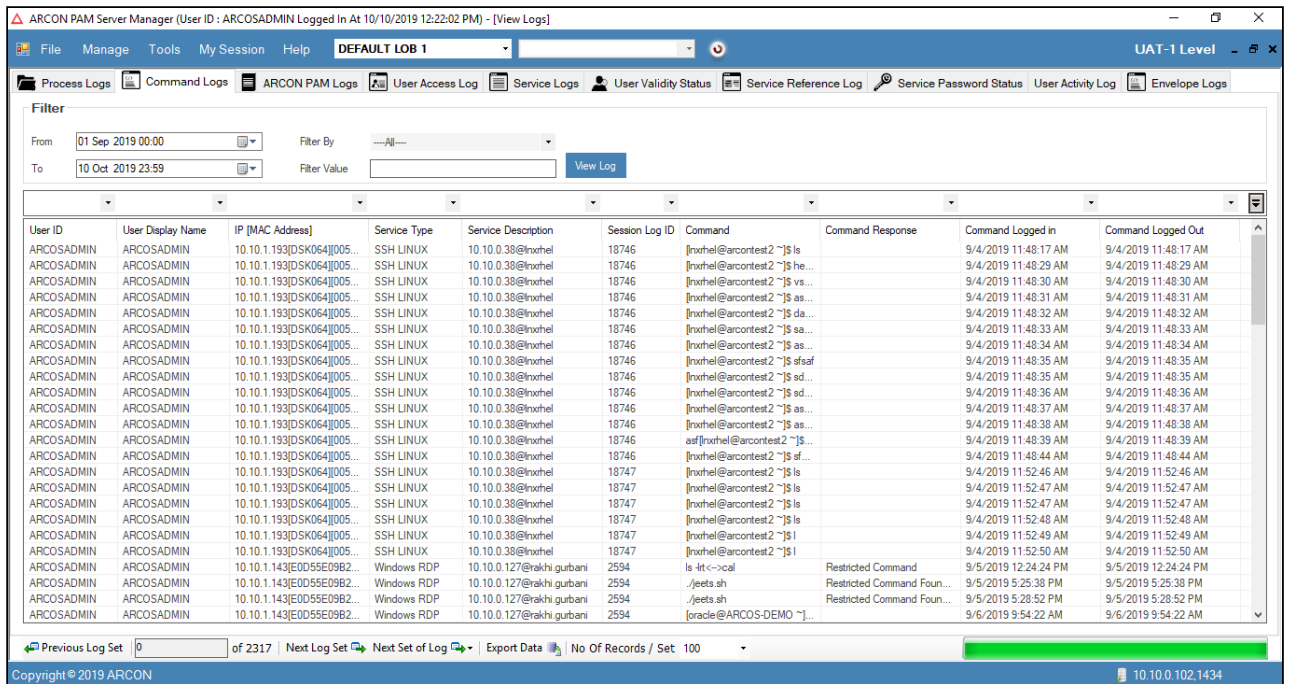 ARCON PAM Server Manager (User ID : ARCOSADMIN Logged In At 10/10/2019 12:22:02 PM) - [View Logs]
File Manage Tools My Session Help DEFAULT LOB 1 UAT-1 Level
Process Logs Command Logs ARCON PAM Logs User Access Log Service Logs User Validity Status Service Reference Log Service Password Status User Activity Log Envelope Logs
Filter
From 01 Sep 2019 00:00 Filter By ----All----
To 10 Oct 2019 23:59 Filter Value View Log
User ID User Display Name IP [MAC Address] Service Type Service Description Session Log ID Command Command Response Command Logged in Command Logged Out
ARCOSADMIN ARCOSADMIN 10.10.1.193[DSK064][005... SSH LINUX 10.10.0.38@lnxrhel 18746 [lnxrhel@arcontest2 ~]$ ls 9/4/2019 11:48:17 AM 9/4/2019 11:48:17 AM
ARCOSADMIN ARCOSADMIN 10.10.1.193[DSK064][005... SSH LINUX 10.10.0.38@lnxrhel 18746 [lnxrhel@arcontest2 ~]$ he... 9/4/2019 11:48:29 AM 9/4/2019 11:48:29 AM
ARCOSADMIN ARCOSADMIN 10.10.1.193[DSK064][005... SSH LINUX 10.10.0.38@lnxrhel 18746 [lnxrhel@arcontest2 ~]$ vs... 9/4/2019 11:48:30 AM 9/4/2019 11:48:30 AM
ARCOSADMIN ARCOSADMIN 10.10.1.193[DSK064][005... SSH LINUX 10.10.0.38@lnxrhel 18746 [lnxrhel@arcontest2 ~]$ as... 9/4/2019 11:48:31 AM 9/4/2019 11:48:31 AM
ARCOSADMIN ARCOSADMIN 10.10.1.193[DSK064][005... SSH LINUX 10.10.0.38@lnxrhel 18746 [lnxrhel@arcontest2 ~]$ da... 9/4/2019 11:48:32 AM 9/4/2019 11:48:32 AM
ARCOSADMIN ARCOSADMIN 10.10.1.193[DSK064][005... SSH LINUX 10.10.0.38@lnxrhel 18746 [lnxrhel@arcontest2 ~]$ sa... 9/4/2019 11:48:33 AM 9/4/2019 11:48:33 AM
ARCOSADMIN ARCOSADMIN 10.10.1.193[DSK064][005... SSH LINUX 10.10.0.38@lnxrhel 18746 [lnxrhel@arcontest2 ~]$ as... 9/4/2019 11:48:34 AM 9/4/2019 11:48:34 AM
ARCOSADMIN ARCOSADMIN 10.10.1.193[DSK064][005... SSH LINUX 10.10.0.38@lnxrhel 18746 [lnxrhel@arcontest2 ~]$ sfsaf 9/4/2019 11:48:35 AM 9/4/2019 11:48:35 AM
ARCOSADMIN ARCOSADMIN 10.10.1.193[DSK064][005... SSH LINUX 10.10.0.38@lnxrhel 18746 [lnxrhel@arcontest2 ~]$ sd... 9/4/2019 11:48:35 AM 9/4/2019 11:48:35 AM
ARCOSADMIN ARCOSADMIN 10.10.1.193[DSK064][005... SSH LINUX 10.10.0.38@lnxrhel 18746 [lnxrhel@arcontest2 ~]$ sd... 9/4/2019 11:48:36 AM 9/4/2019 11:48:36 AM
ARCOSADMIN ARCOSADMIN 10.10.1.193[DSK064][005... SSH LINUX 10.10.0.38@lnxrhel 18746 [lnxrhel@arcontest2 ~]$ as... 9/4/2019 11:48:37 AM 9/4/2019 11:48:37 AM
ARCOSADMIN ARCOSADMIN 10.10.1.193[DSK064][005... SSH LINUX 10.10.0.38@lnxrhel 18746 [lnxrhel@arcontest2 ~]$ as... 9/4/2019 11:48:38 AM 9/4/2019 11:48:38 AM
ARCOSADMIN ARCOSADMIN 10.10.1.193[DSK064][005... SSH LINUX 10.10.0.38@lnxrhel 18746 asf[lnxrhel@arcontest2 ~]$... 9/4/2019 11:48:39 AM 9/4/2019 11:48:39 AM
ARCOSADMIN ARCOSADMIN 10.10.1.193[DSK064][005... SSH LINUX 10.10.0.38@lnxrhel 18746 [lnxrhel@arcontest2 ~]$ sf... 9/4/2019 11:48:44 AM 9/4/2019 11:48:44 AM
ARCOSADMIN ARCOSADMIN 10.10.1.193[DSK064][005... SSH LINUX 10.10.0.38@lnxrhel 18747 [lnxrhel@arcontest2 ~]$ ls 9/4/2019 11:52:46 AM 9/4/2019 11:52:46 AM
ARCOSADMIN ARCOSADMIN 10.10.1.193[DSK064][005... SSH LINUX 10.10.0.38@lnxrhel 18747 [lnxrhel@arcontest2 ~]$ ls 9/4/2019 11:52:47 AM 9/4/2019 11:52:47 AM
ARCOSADMIN ARCOSADMIN 10.10.1.193[DSK064][005... SSH LINUX 10.10.0.38@lnxrhel 18747 [lnxrhel@arcontest2 ~]$ ls 9/4/2019 11:52:47 AM 9/4/2019 11:52:47 AM
ARCOSADMIN ARCOSADMIN 10.10.1.193[DSK064][005... SSH LINUX 10.10.0.38@lnxrhel 18747 [lnxrhel@arcontest2 ~]$ ls 9/4/2019 11:52:48 AM 9/4/2019 11:52:48 AM
ARCOSADMIN ARCOSADMIN 10.10.1.193[DSK064][005... SSH LINUX 10.10.0.38@lnxrhel 18747 [lnxrhel@arcontest2 ~]$ l 9/4/2019 11:52:49 AM 9/4/2019 11:52:49 AM
ARCOSADMIN ARCOSADMIN 10.10.1.193[DSK064][005... SSH LINUX 10.10.0.38@lnxrhel 18747 [lnxrhel@arcontest2 ~]$ l 9/4/2019 11:52:50 AM 9/4/2019 11:52:50 AM
ARCOSADMIN ARCOSADMIN 10.10.1.143[E0D55E09B2... Windows RDP 10.10.0.127@rakhi.gurbani 2594 ls -lrt<-->cal Restricted Command 9/5/2019 12:24:24 PM 9/5/2019 12:24:24 PM
ARCOSADMIN ARCOSADMIN 10.10.1.143[E0D55E09B2... Windows RDP 10.10.0.127@rakhi.gurbani 2594 ./jeets.sh Restricted Command Foun... 9/5/2019 5:25:38 PM 9/5/2019 5:25:38 PM
ARCOSADMIN ARCOSADMIN 10.10.1.143[E0D55E09B2... Windows RDP 10.10.0.127@rakhi.gurbani 2594 ./jeets.sh Restricted Command Foun... 9/5/2019 5:28:52 PM 9/5/2019 5:28:52 PM
ARCOSADMIN ARCOSADMIN 10.10.1.143[E0D55E09B2... Windows RDP 10.10.0.127@rakhi.gurbani 2594 [oracle@ARCOS-DEMO ~]... 9/6/2019 9:54:22 AM 9/6/2019 9:54:22 AM
Previous Log Set 0 of 2317 Next Log Set Next Set of Log Export Data No Of Records / Set 100
Copyright © 2019 ARCON 10.10.0.102,1434